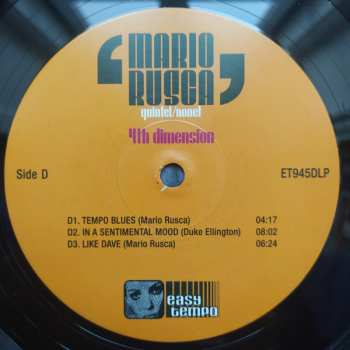 ‘MARIO
RUSCA’
quintet/nonet
4th dimension
Side D
ET945DLP
D1. TEMPO BLUES (Mario Rusca) 04:17
D2. IN A SENTIMENTAL MOOD (Duke Ellington) 08:02
D3. LIKE DAVE (Mario Rusca) 06:24
easy
tempo